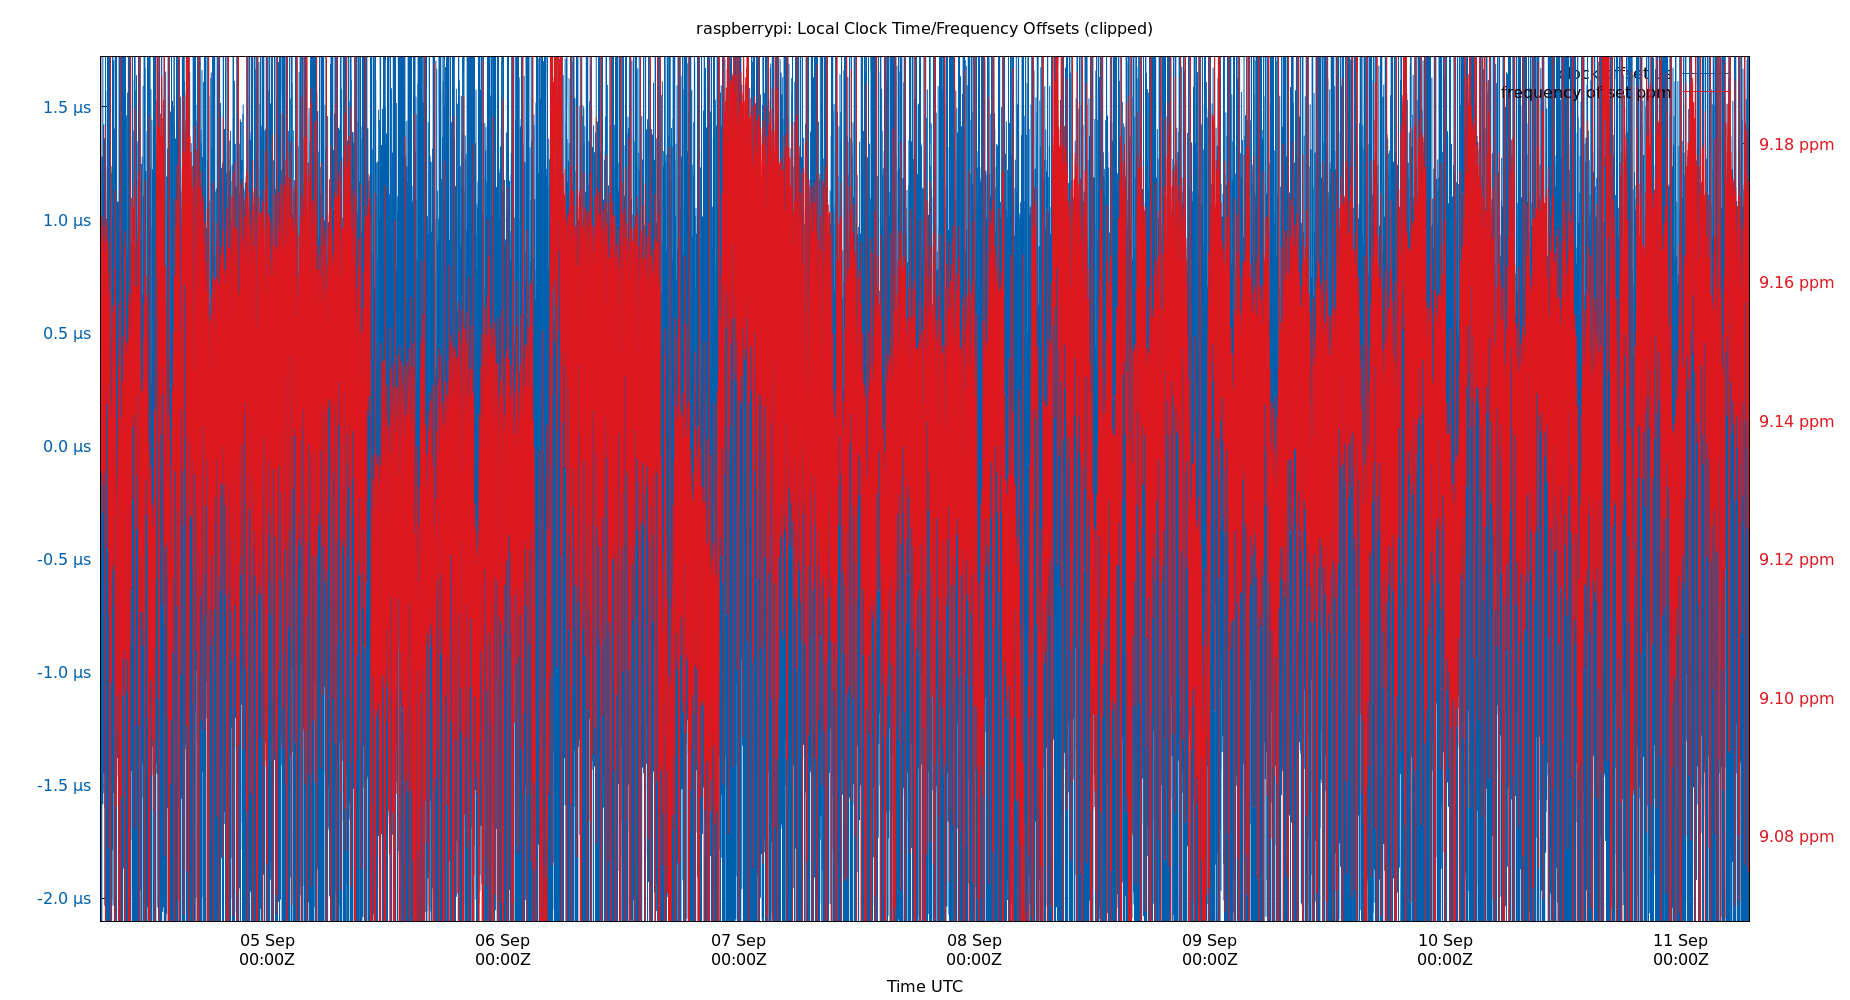 raspberrypi: Local Clock Time/Frequency Offsets (clipped)
clock offset
frequency offset ppm
1.5 µs
1.0 µs
0.5 µs
0.0 µs
-0.5 µs
-1.0 µs
-1.5 µs
-2.0 µs
9.18 ppm
9.16 ppm
9.14 ppm
9.12 ppm
9.10 ppm
9.08 ppm
05 Sep 06 Sep 07 Sep 08 Sep 09 Sep 10 Sep 11 Sep
00:00Z 00:00Z 00:00Z 00:00Z 00:00Z 00:00Z 00:00Z
Time UTC